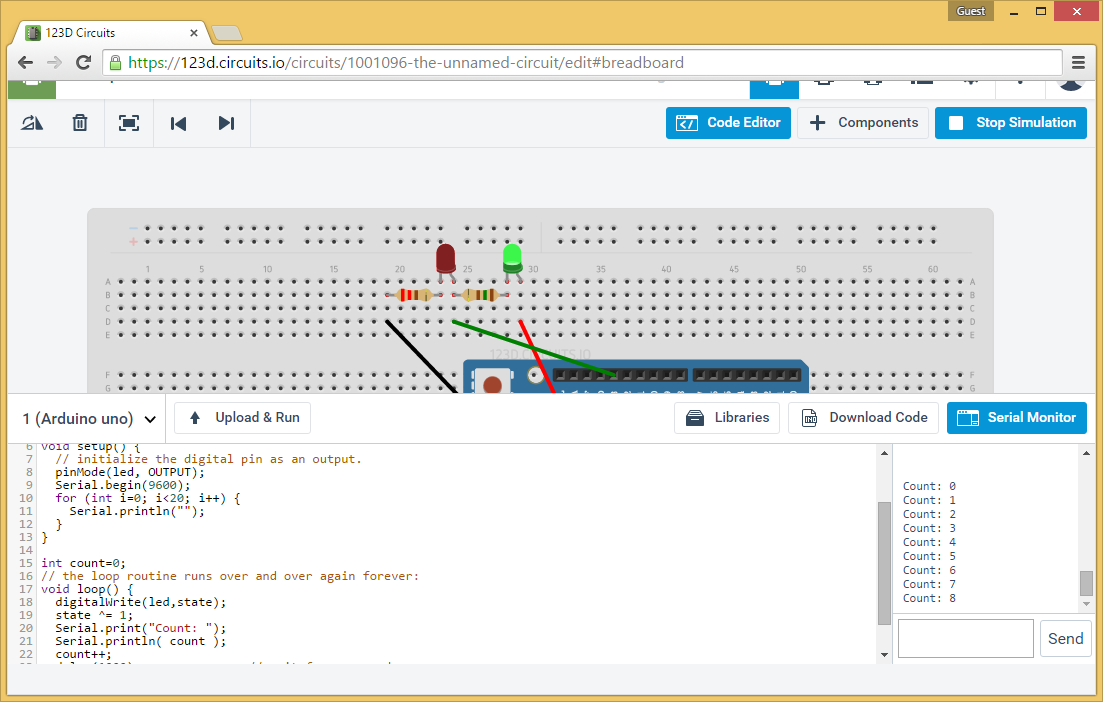 Guest
123D Circuits
https://123d.circuits.io/circuits/1001096-the-unnamed-circuit/edit#breadboard
Code Editor
Components
Stop Simulation
1 5 10 15 20 25 30 35 40 45 50 55 60
A A
B B
C C
D D
E E
123D.CIRCUITS.IO
F F
G G
1 (Arduino uno)
Upload & Run
Libraries
Download Code
Serial Monitor
6 void setup() {
7 // initialize the digital pin as an output.
8 pinMode(led, OUTPUT);
9 Serial.begin(9600);
10 for (int i=0; i<20; i++) {
11 Serial.println("");
12 }
13 }
14
15 int count=0;
16 // the loop routine runs over and over again forever:
17 void loop() {
18 digitalWrite(led,state);
19 state ^= 1;
20 Serial.print("Count: ");
21 Serial.println( count );
22 count++;
Count: 0
Count: 1
Count: 2
Count: 3
Count: 4
Count: 5
Count: 6
Count: 7
Count: 8
Send